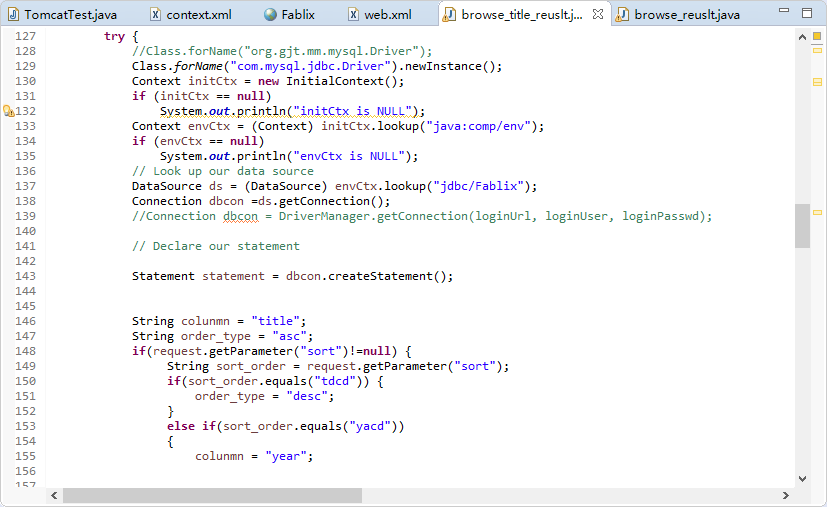 TomcatTest.java context.xml Fablix web.xml browse_title_reuslt.j... browse_reuslt.java
127 try {
128 //Class.forName("org.gjt.mm.mysql.Driver");
129 Class.forName("com.mysql.jdbc.Driver").newInstance();
130 Context initCtx = new InitialContext();
131 if (initCtx == null)
132 System.out.println("initCtx is NULL");
133 Context envCtx = (Context) initCtx.lookup("java:comp/env");
134 if (envCtx == null)
135 System.out.println("envCtx is NULL");
136 // Look up our data source
137 DataSource ds = (DataSource) envCtx.lookup("jdbc/Fablix");
138 Connection dbcon =ds.getConnection();
139 //Connection dbcon = DriverManager.getConnection(loginUrl, loginUser, loginPasswd);
140
141 // Declare our statement
142
143 Statement statement = dbcon.createStatement();
144
145
146 String colunmn = "title";
147 String order_type = "asc";
148 if(request.getParameter("sort")!=null) {
149 String sort_order = request.getParameter("sort");
150 if(sort_order.equals("tdcd")) {
151 order_type = "desc";
152 }
153 else if(sort_order.equals("yacd"))
154 {
155 colunmn = "year";
156
157